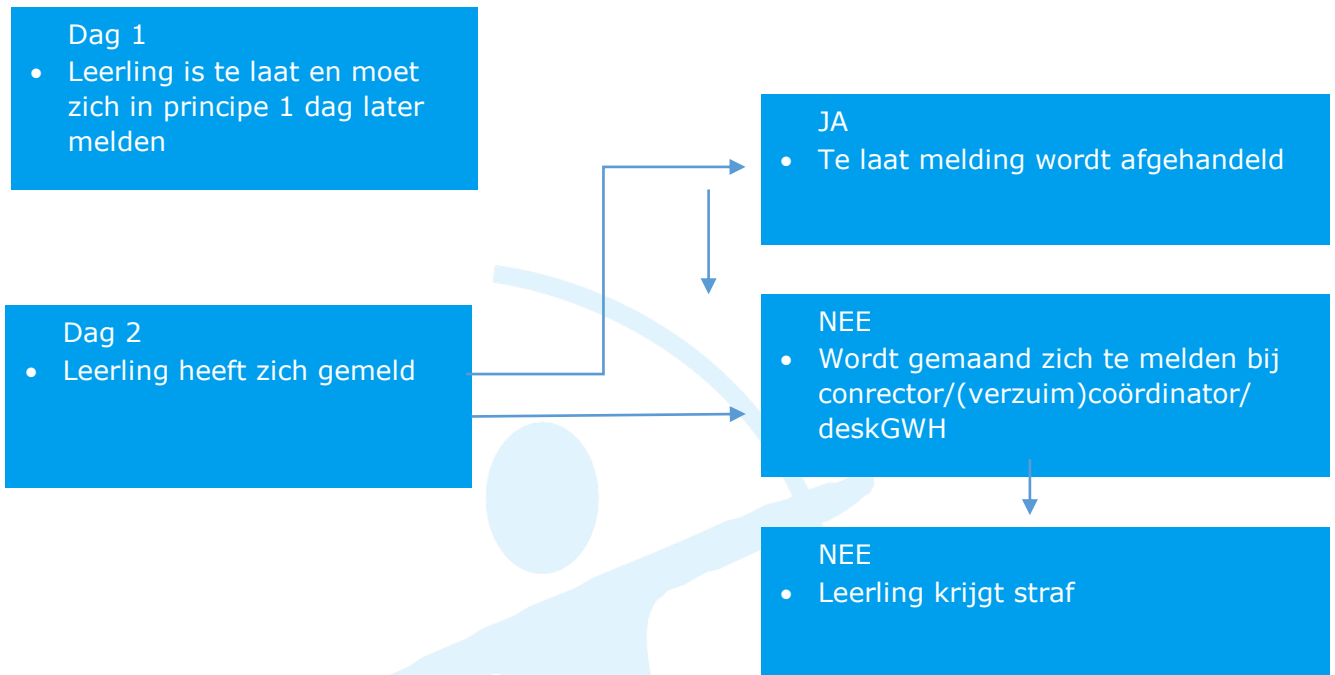 Dag 1
• Leerling is te laat en moet
zich in principe 1 dag later
melden
JA
• Te laat melding wordt afgehandeld
Dag 2
• Leerling heeft zich gemeld
NEE
• Wordt gemaand zich te melden bij
conrector/(verzuim)coördinator/
deskGWH
NEE
• Leerling krijgt straf